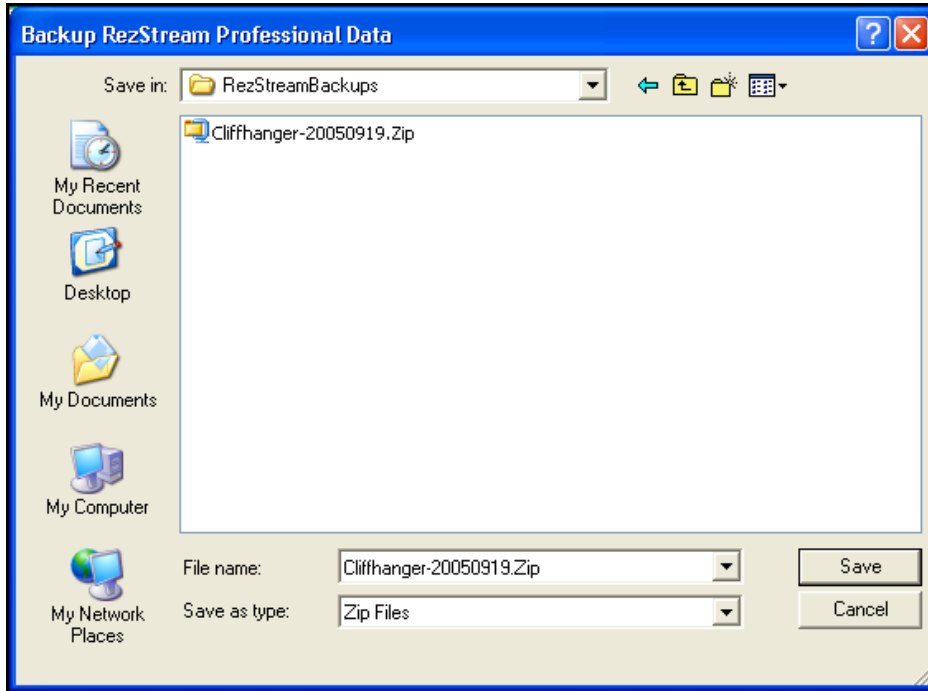 Backup RezStream Professional Data
Save in:
RezStreamBackups
Cliffhanger-20050919.Zip
My Recent
Documents
Desktop
My Documents
My Computer
My Network
Places
File name:
Cliffhanger-20050919.Zip
Save
Save as type:
Zip Files
Cancel